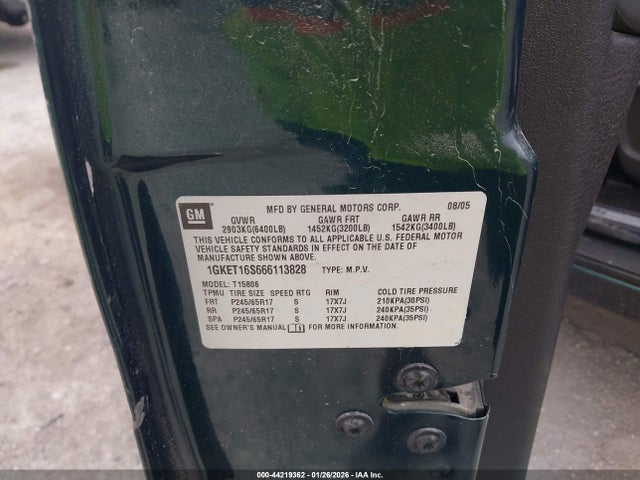 GM
MFD BY GENERAL MOTORS CORP. 08/05
GVWR GAWR FRT GAWR RR
2903KG(6400LB) 1452KG(3200LB) 1542KG(3400LB)
THIS VEHICLE CONFORMS TO ALL APPLICABLE U.S. FEDERAL MOTOR
VEHICLE SAFETY STANDARDS IN EFFECT ON THE DATE OF
MANUFACTURE SHOWN ABOVE.
1GKET16S666113828 TYPE: M.P.V.
MODEL: T15806
TPMU TIRE SIZE SPEED RTG RIM COLD TIRE PRESSURE
FRT P245/65R17 S 17X7J 210KPA(30PSI)
RR P245/65R17 S 17X7J 240KPA(35PSI)
SPA P245/65R17 S 17X7J 240KPA(35PSI)
SEE OWNER'S MANUAL FOR MORE INFORMATION.
000-44219362 - 01/26/2026 - IAA Inc.